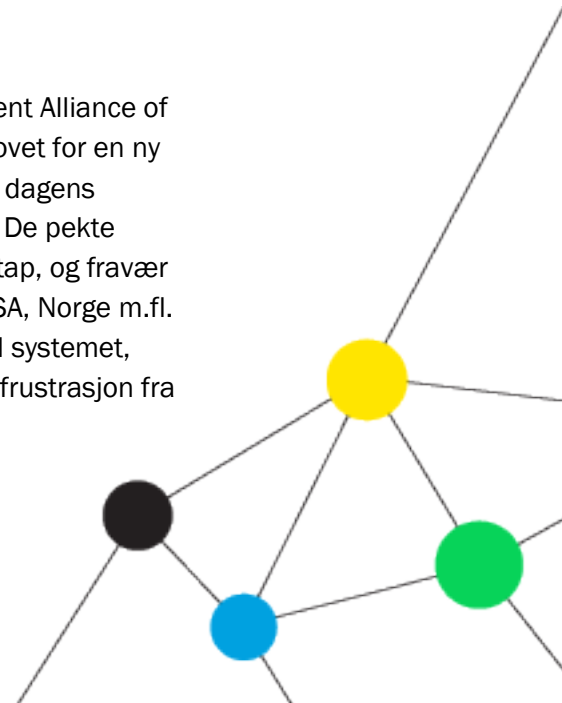 ent Alliance of
ovet for en ny
dagens
De pekte
tap, og fravær
SA, Norge m.fl.
systemet,
frustrasjon fra